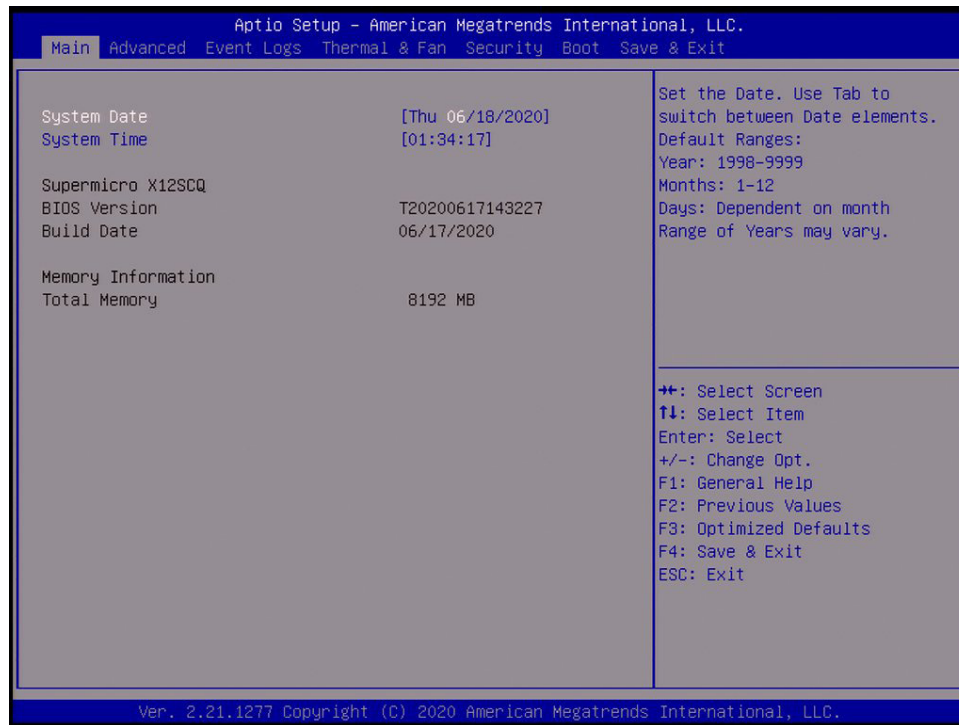 Aptio Setup – American Megatrends International, LLC.
Main Advanced Event Logs Thermal & Fan Security Boot Save & Exit
System Date [Thu 06/18/2020]
System Time [01:34:17]
Supermicro X12SCQ
BIOS Version T20200617143227
Build Date 06/17/2020
Memory Information
Total Memory 8192 MB
Set the Date. Use Tab to
switch between Date elements.
Default Ranges:
Year: 1998-9999
Months: 1-12
Days: Dependent on month
Range of Years may vary.
→←: Select Screen
↑↓: Select Item
Enter: Select
+/-: Change Opt.
F1: General Help
F2: Previous Values
F3: Optimized Defaults
F4: Save & Exit
ESC: Exit
Ver. 2.21.1277 Copyright (C) 2020 American Megatrends International, LLC.